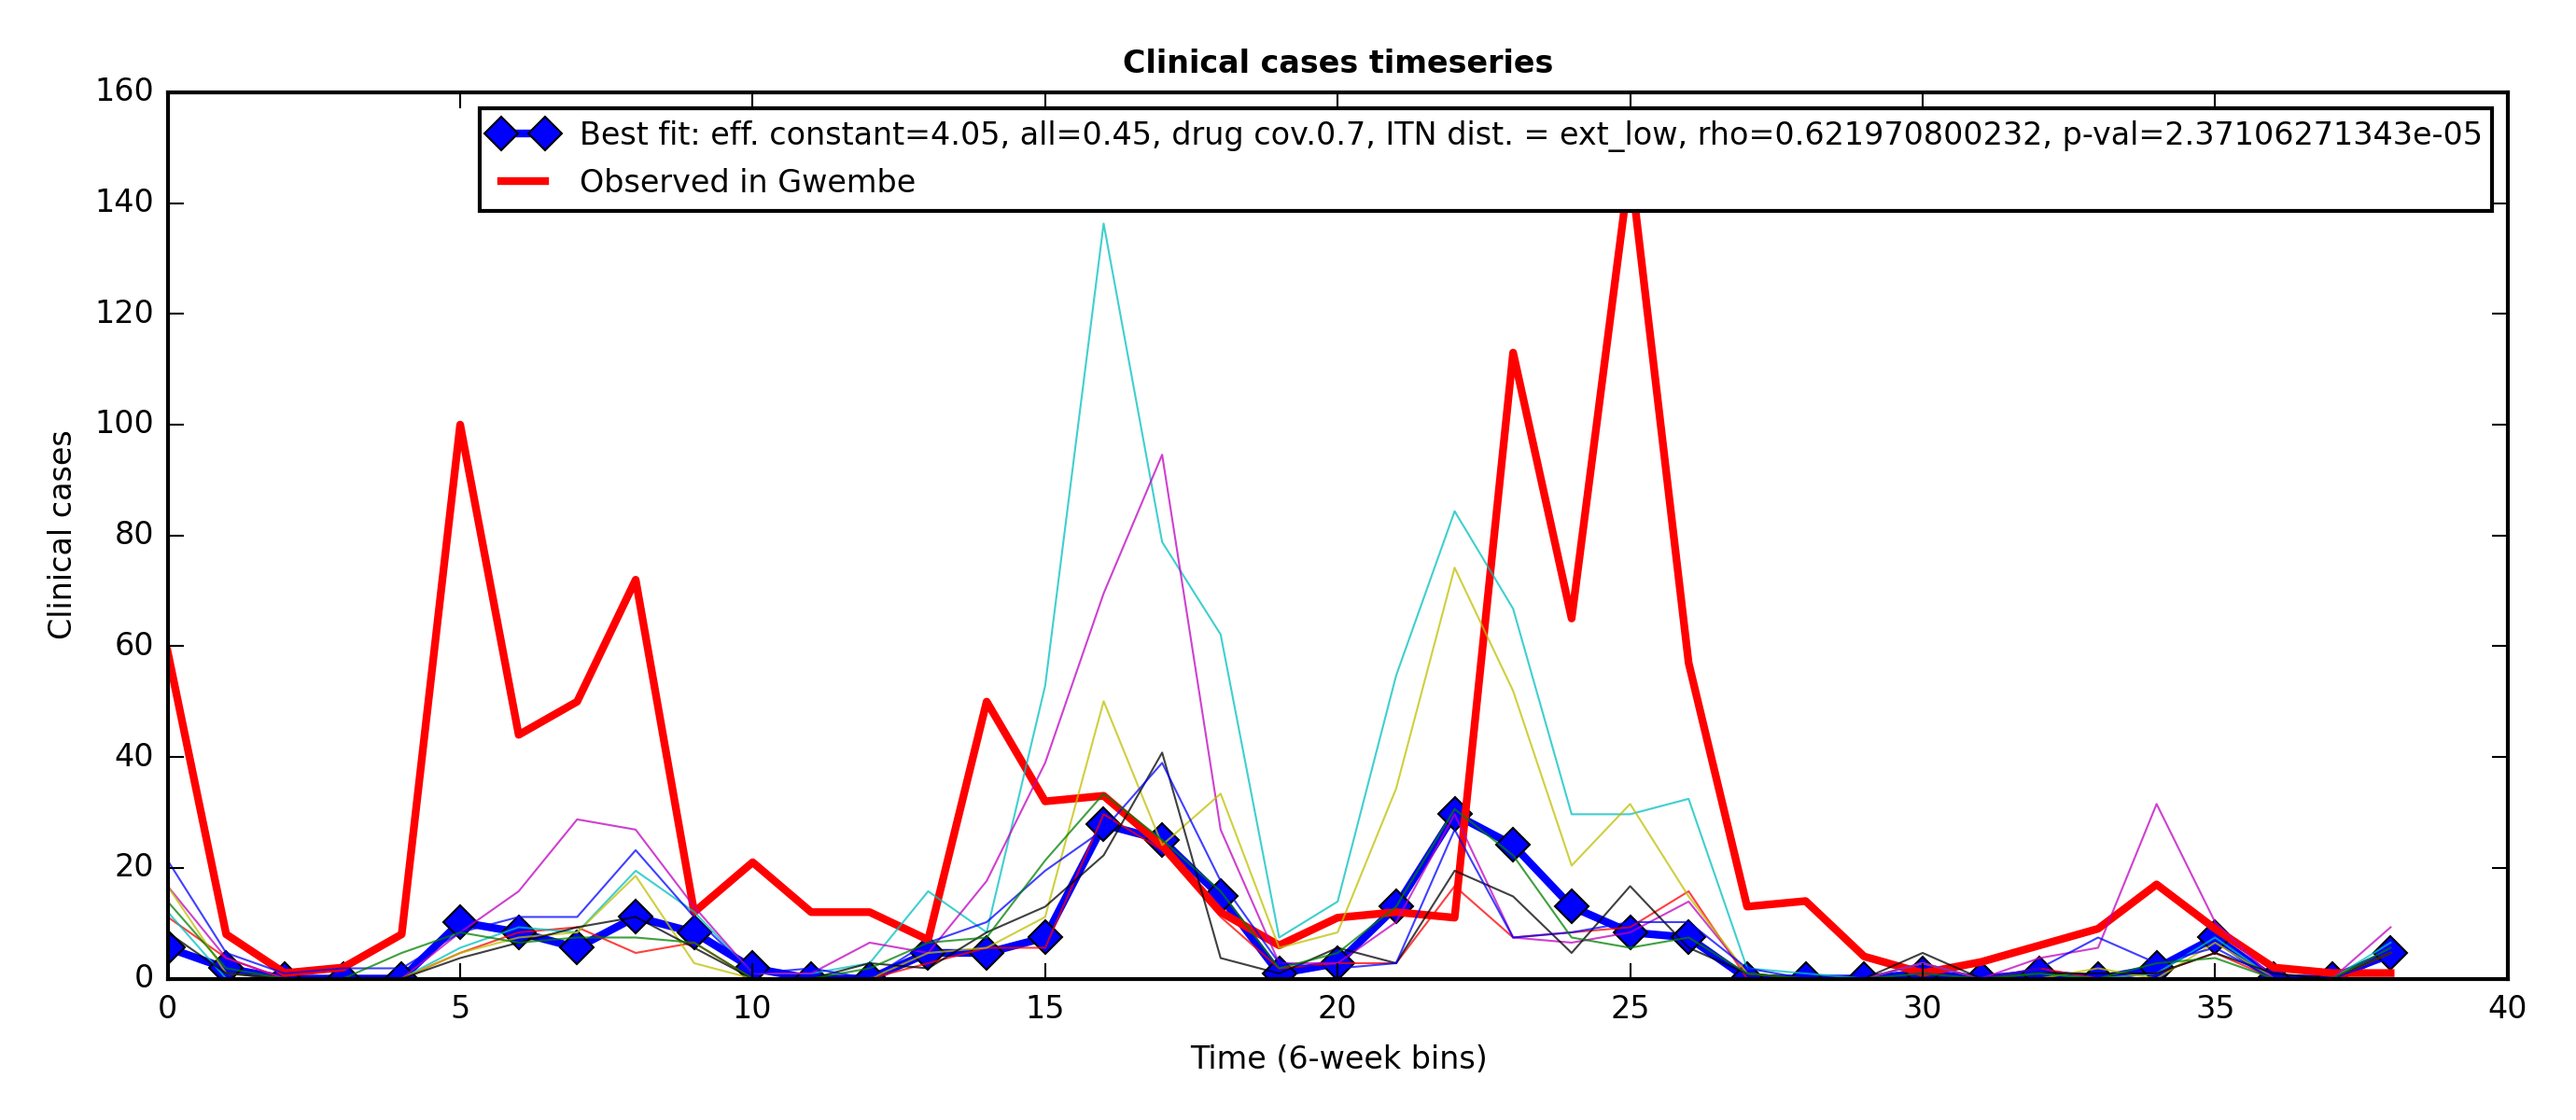 Clinical cases timeseries
160
140
120
100
80
60
40
20
0
Clinical cases
Best fit: eff. constant=4.05, all=0.45, drug cov.0.7, ITN dist. = ext_low, rho=0.621970800232, p-val=2.37106271343e-05
Observed in Gwembe
0 5 10 15 20 25 30 35 40
Time (6-week bins)